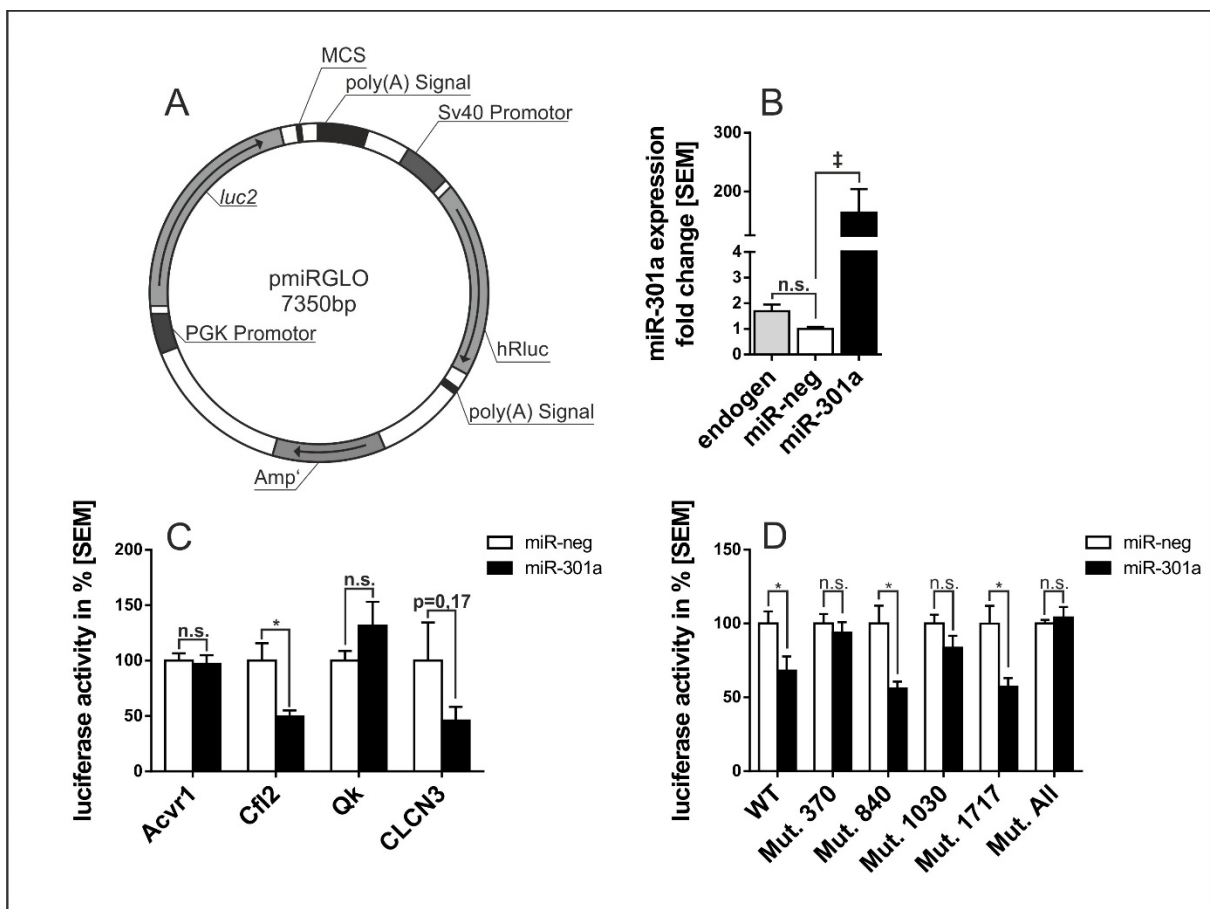 A
MCS
poly(A) Signal
Sv40 Promotor
luc2
pmiRGLO
7350bp
PGK Promotor
hRluc
poly(A) Signal
Amp‘
B
miR-301a expression
fold change [SEM]
300
200
4
3
2
1
0
n.s.
‡
endogen
miR-neg
miR-301a
C
luciferase activity in % [SEM]
200
150
100
50
0
miR-neg
miR-301a
n.s.
*
n.s.
p=0,17
Acvr1
Cfl2
Qk
CLCN3
D
luciferase activity in % [SEM]
150
100
50
0
miR-neg
miR-301a
*
n.s.
*
n.s.
*
n.s.
WT
Mut. 370
Mut. 840
Mut. 1030
Mut. 1717
Mut. All